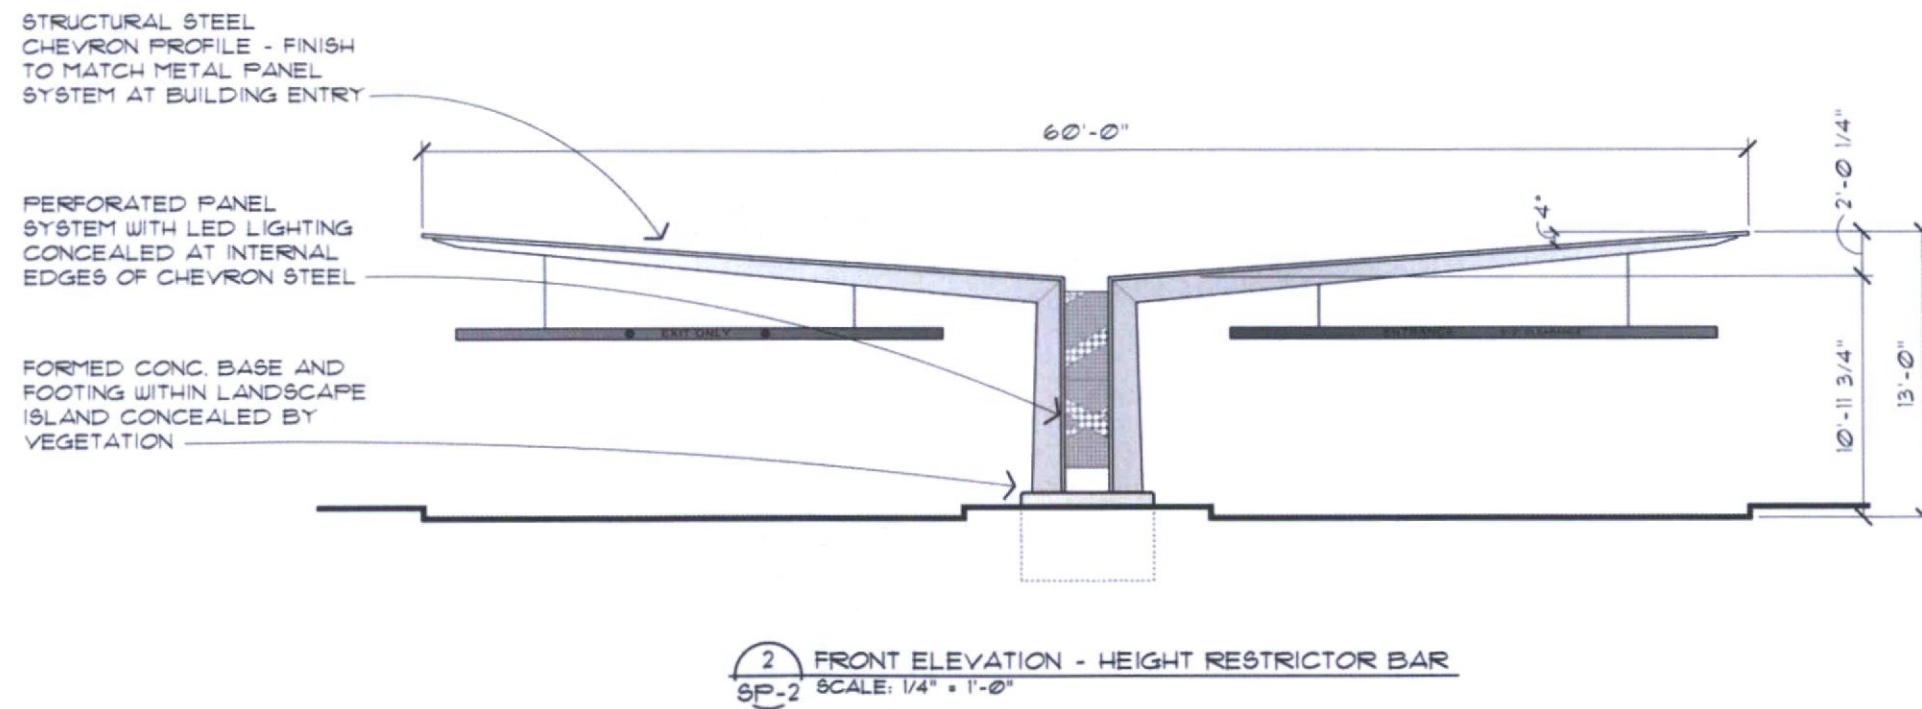 STRUCTURAL STEEL
CHEVRON PROFILE - FINISH
TO MATCH METAL PANEL
SYSTEM AT BUILDING ENTRY
60'-0"
2'-0 1/4"
4°
PERFORATED PANEL
SYSTEM WITH LED LIGHTING
CONCEALED AT INTERNAL
EDGES OF CHEVRON STEEL
EXIT ONLY
ENTRANCE
CLEARANCE
10'-11 3/4"
13'-0"
FORMED CONC. BASE AND
FOOTING WITHIN LANDSCAPE
ISLAND CONCEALED BY
VEGETATION
2
FRONT ELEVATION - HEIGHT RESTRICTOR BAR
SP-2
SCALE: 1/4" = 1'-0"